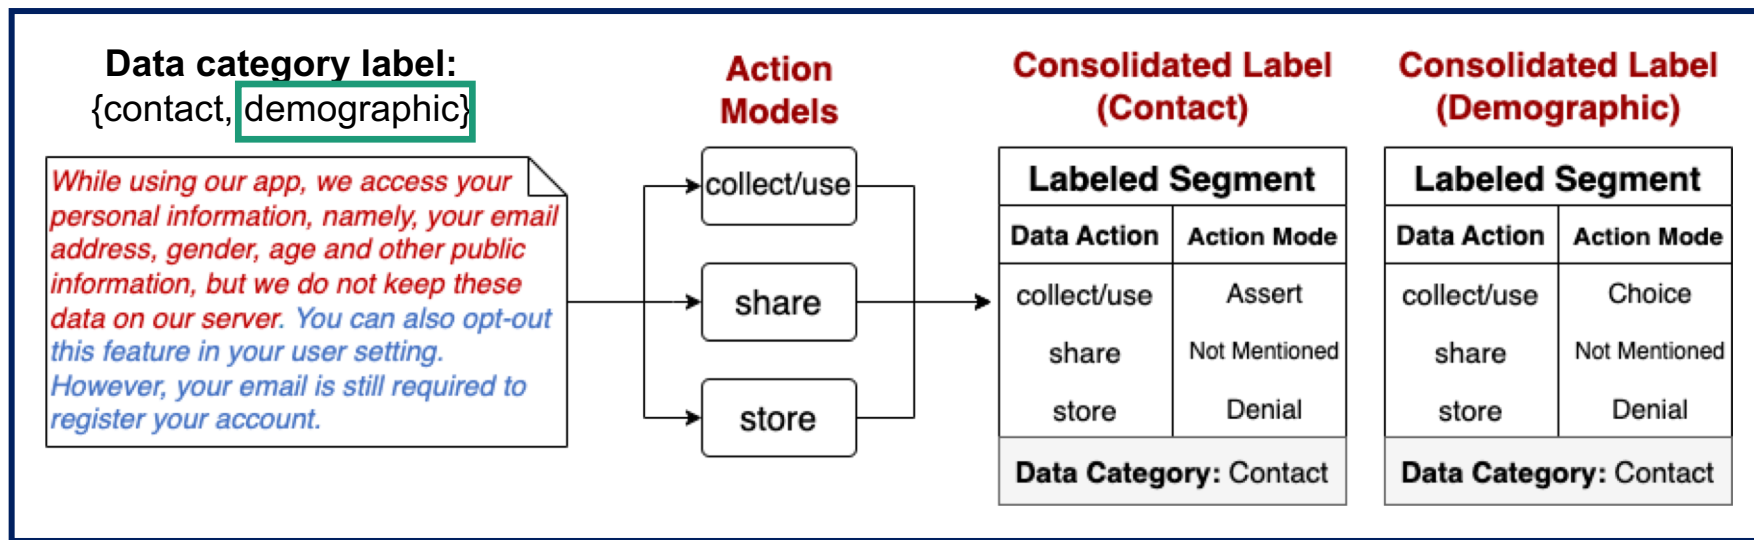 Data category label:
{contact, demographic}
While using our app, we access your
personal information, namely, your email
address, gender, age and other public
information, but we do not keep these
data on our server. You can also opt-out
this feature in your user setting.
However, your email is still required to
register your account.
Action
Models
collect/use
share
store
Consolidated Label
(Contact)
Labeled Segment
Data Action Action Mode
collect/use Assert
share Not Mentioned
store Denial
Data Category: Contact
Consolidated Label
(Demographic)
Labeled Segment
Data Action Action Mode
collect/use Choice
share Not Mentioned
store Denial
Data Category: Contact